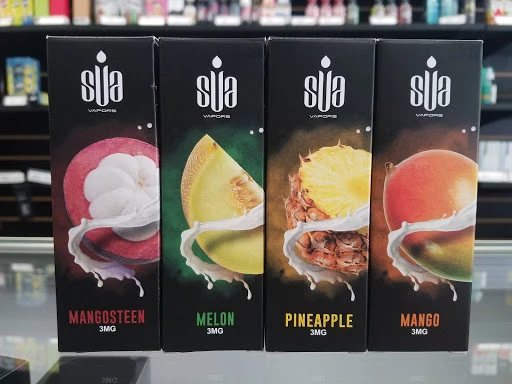 sua
VAPORS
MANGOSTEEN
3MG
sua
VAPORS
MELON
3MG
sua
VAPORS
PINEAPPLE
3MG
sua
VAPORS
MANGO
3MG